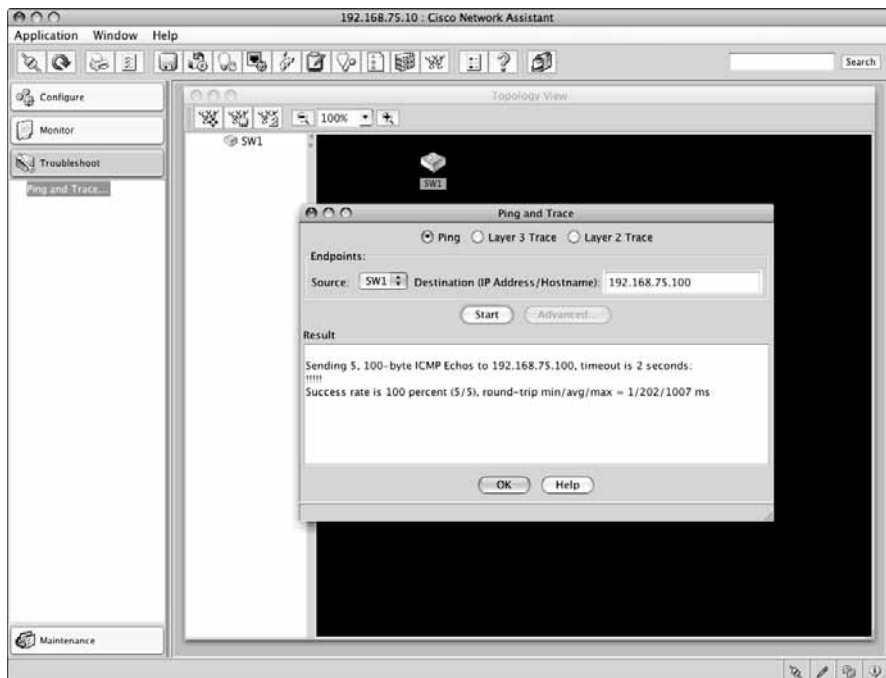 192.168.75.10 : Cisco Network Assistant
Application Window Help
Search
Configure
Monitor
Troubleshoot
Ping and Trace...
Topology View
100%
SW1
SW1
Ping and Trace
Ping Layer 3 Trace Layer 2 Trace
Endpoints:
Source: SW1 Destination (IP Address/Hostname): 192.168.75.100
Start Advanced...
Result
Sending 5, 100-byte ICMP Echos to 192.168.75.100, timeout is 2 seconds:
!!!!!
Success rate is 100 percent (5/5), round-trip min/avg/max = 1/202/1007 ms
OK Help
Maintenance